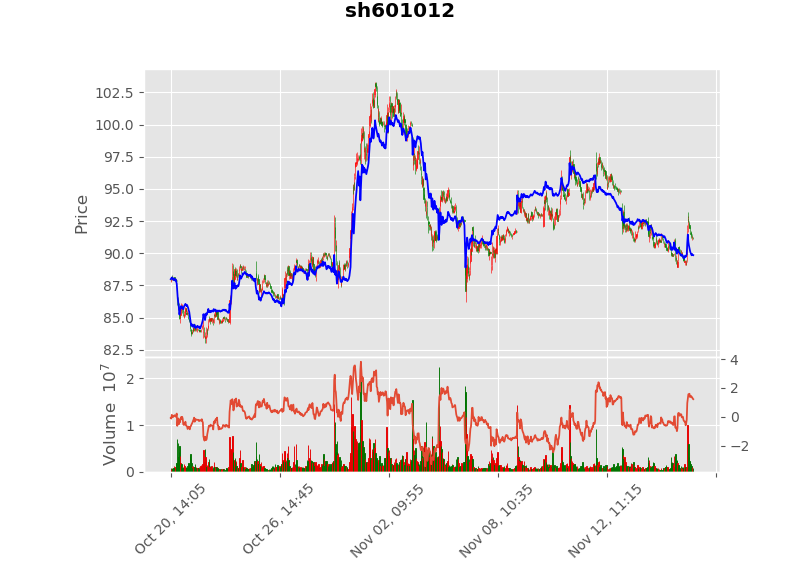 sh601012
102.5
100.0
97.5
95.0
92.5
90.0
87.5
85.0
82.5
Price
4
2
0
−2
2
1
0
Volume 10^7
Oct 20, 14:05
Oct 26, 14:45
Nov 02, 09:55
Nov 08, 10:35
Nov 12, 11:15